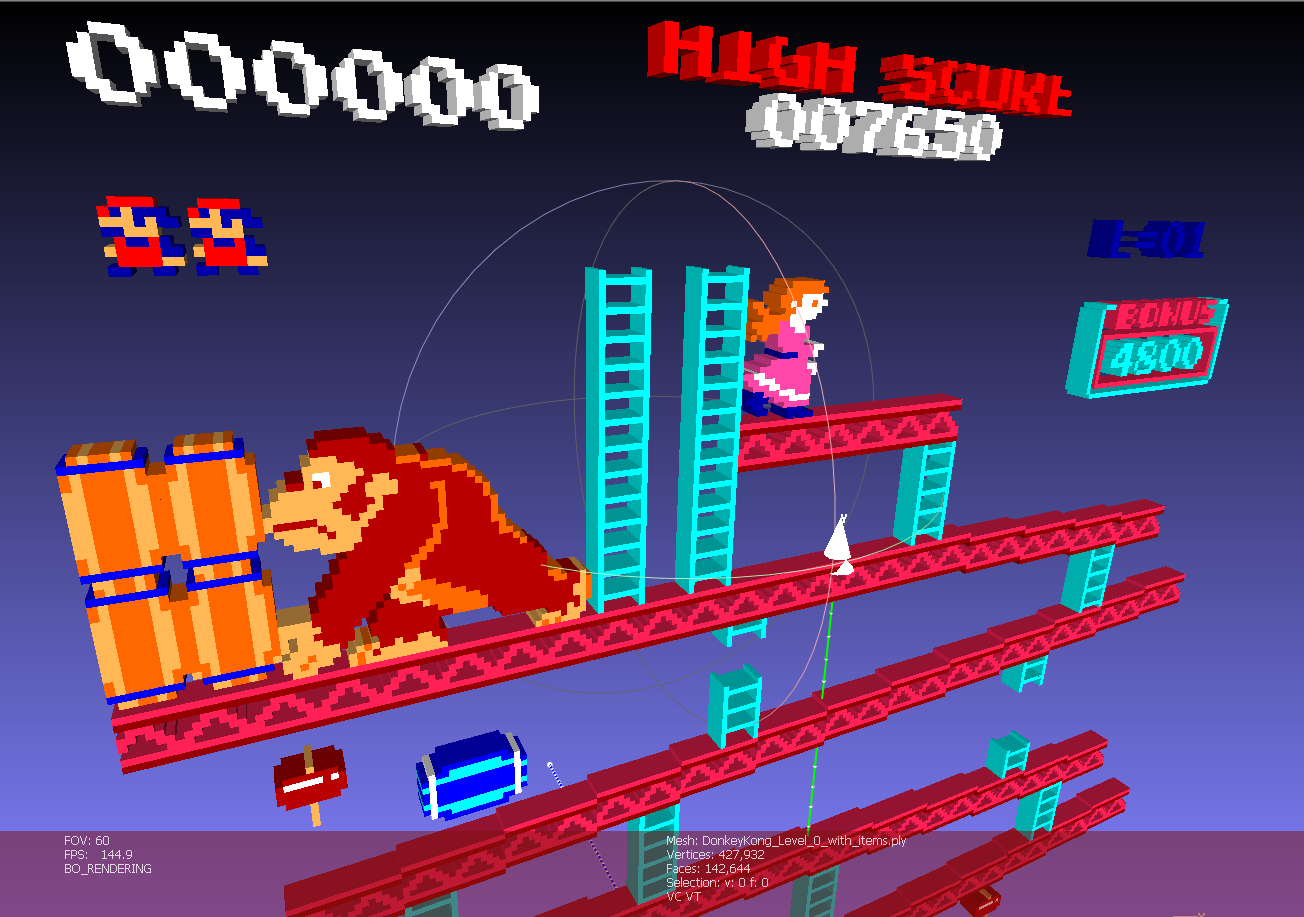 000000
HIGH SCORE
007650
L=01
BONUS
4800
FOV: 60
FPS: 144.9
BO_RENDERING
Mesh: DonkeyKong_Level_0_with_items.ply
Vertices: 427,932
Faces: 142,644
Selection: v: 0 f: 0
VC VT